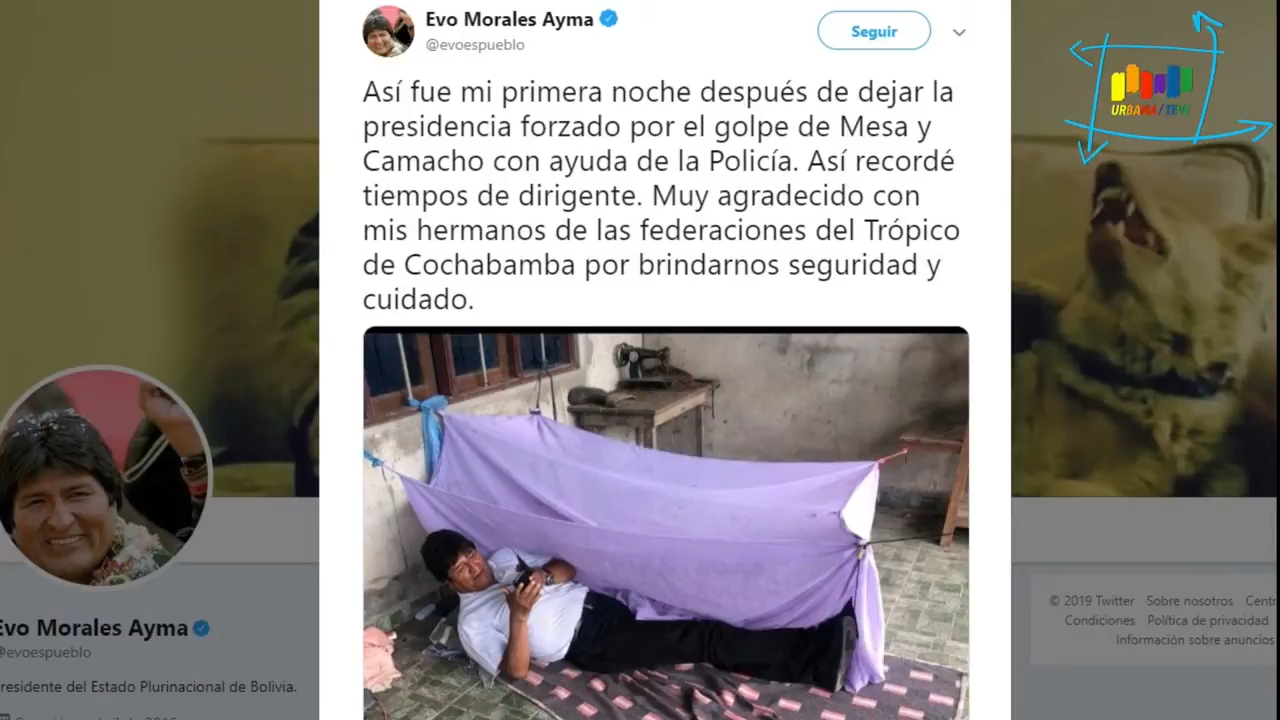 Evo Morales Ayma
@evoespueblo
Seguir
Así fue mi primera noche después de dejar la
presidencia forzado por el golpe de Mesa y
Camacho con ayuda de la Policía. Así recordé
tiempos de dirigente. Muy agradecido con
mis hermanos de las federaciones del Trópico
de Cochabamba por brindarnos seguridad y
cuidado.
URBANA/TEVE
Evo Morales Ayma
@evoespueblo
residente del Estado Plurinacional de Bolivia.
© 2019 Twitter Sobre nosotros Centr
Condiciones Política de privacidad
Información sobre anuncios